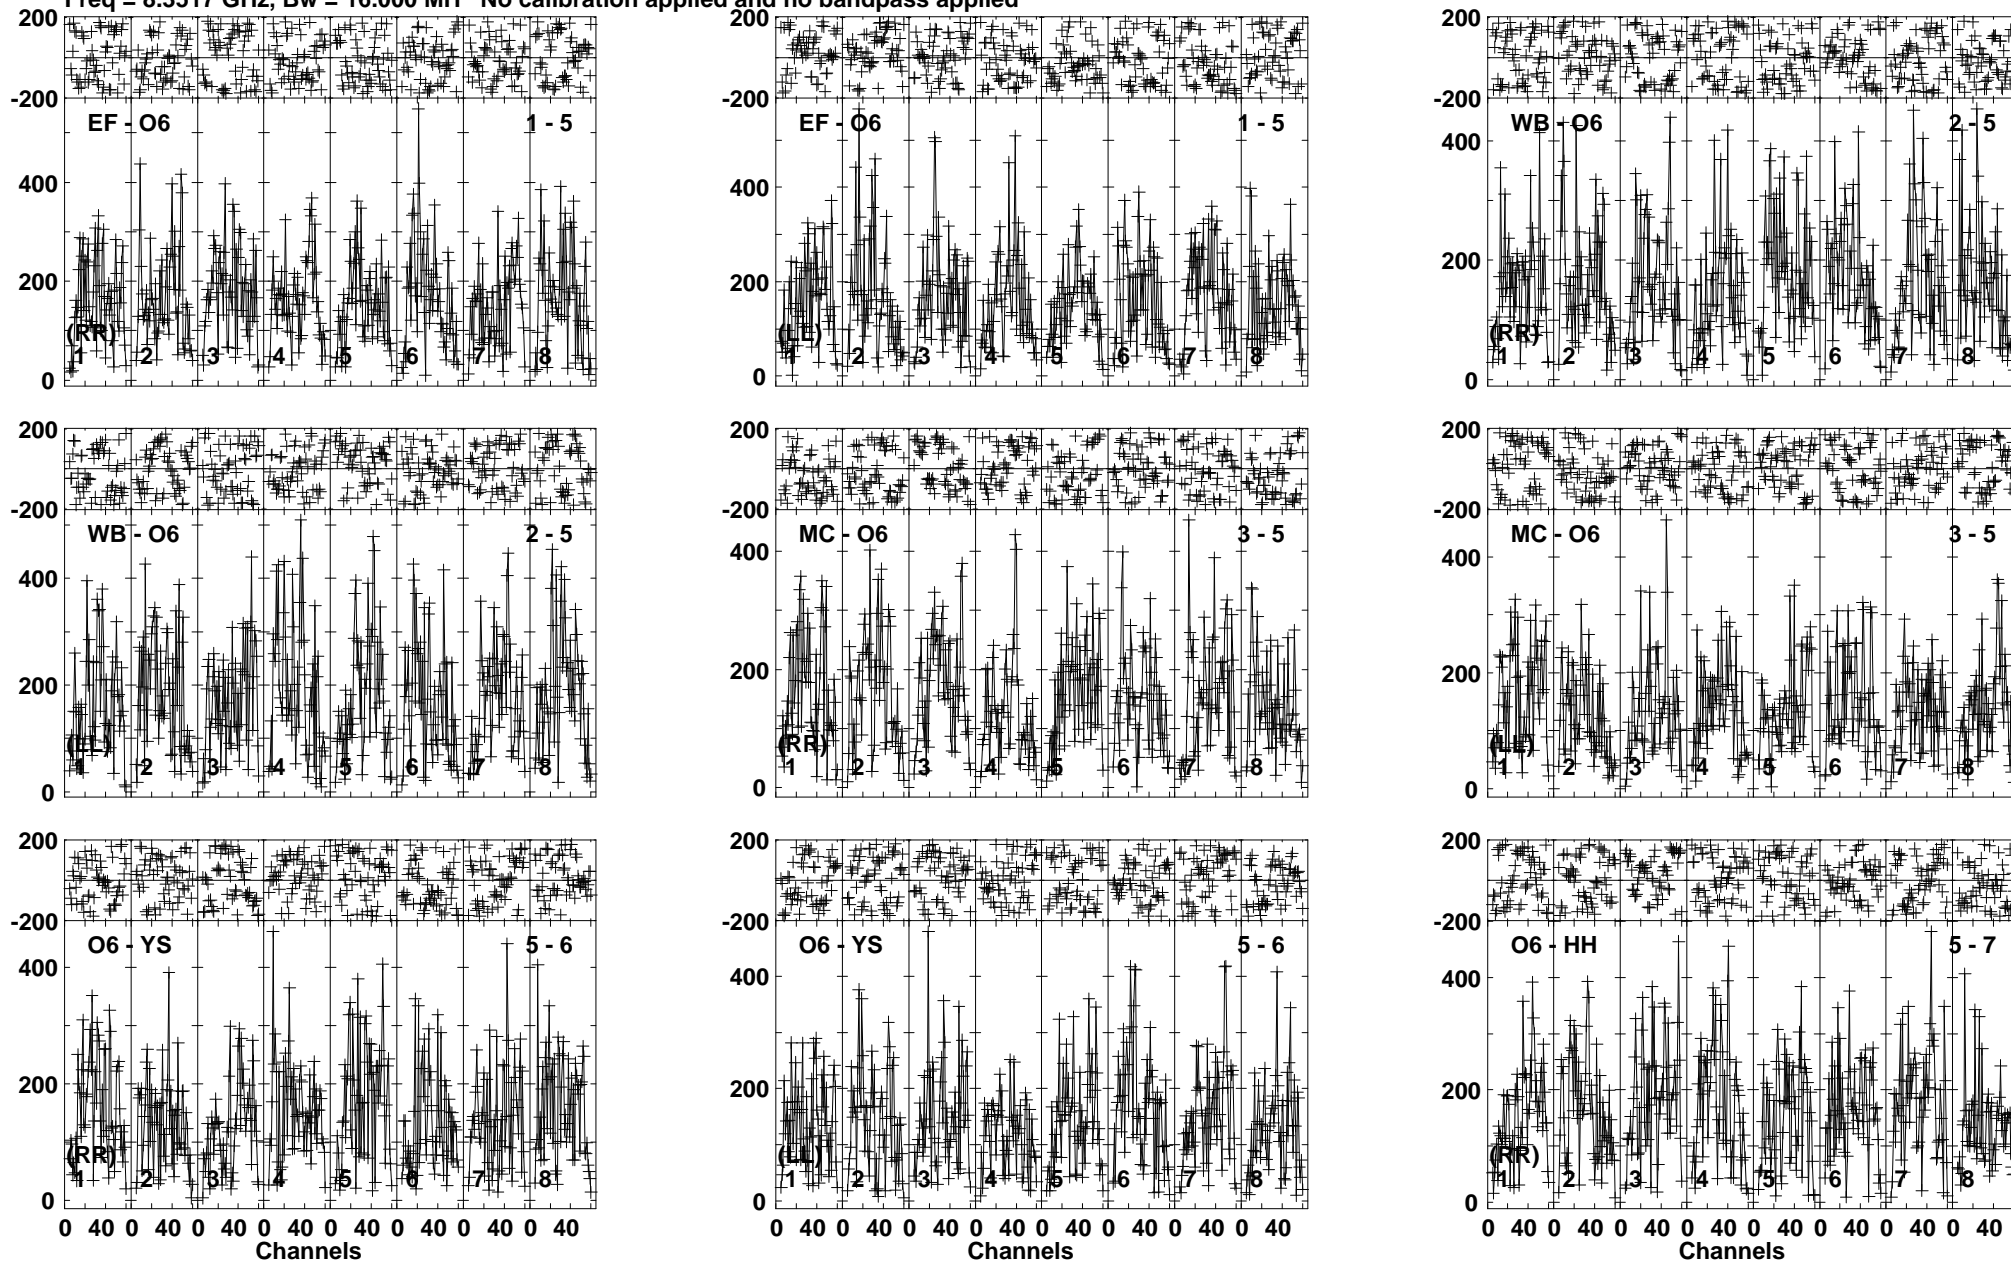 Freq = 8.3517 GHz, Bw = 16.000 MH No calibration applied and no bandpass applied
200 200 200
-200 -200 -200
EF - O6 1 - 5 EF - O6 1 - 5 WB - O6 2 - 5
400 400 400
200 200 200
(RR) (LL) (RR)
1 2 3 4 5 6 7 8 1 2 3 4 5 6 7 8 1 2 3 4 5 6 7 8
0 0 0
200 200 200
-200 -200 -200
WB - O6 2 - 5 MC - O6 3 - 5 MC - O6 3 - 5
400 400 400
200 200 200
(LL) (RR) (LL)
1 2 3 4 5 6 7 8 1 2 3 4 5 6 7 8 1 2 3 4 5 6 7 8
0 0 0
200 200 200
-200 -200 -200
O6 - YS 5 - 6 O6 - YS 5 - 6 O6 - HH 5 - 7
400 400 400
200 200 200
(RR) (LL) (RR)
1 2 3 4 5 6 7 8 1 2 3 4 5 6 7 8 1 2 3 4 5 6 7 8
0 0 0
0 40 0 40 0 40 0 40 0 40 0 40 0 40 0 40 0 40 0 40 0 40 0 40 0 40 0 40 0 40 0 40 0 40 0 40 0 40 0 40 0 40 0 40 0 40 0 40
Channels Channels Channels